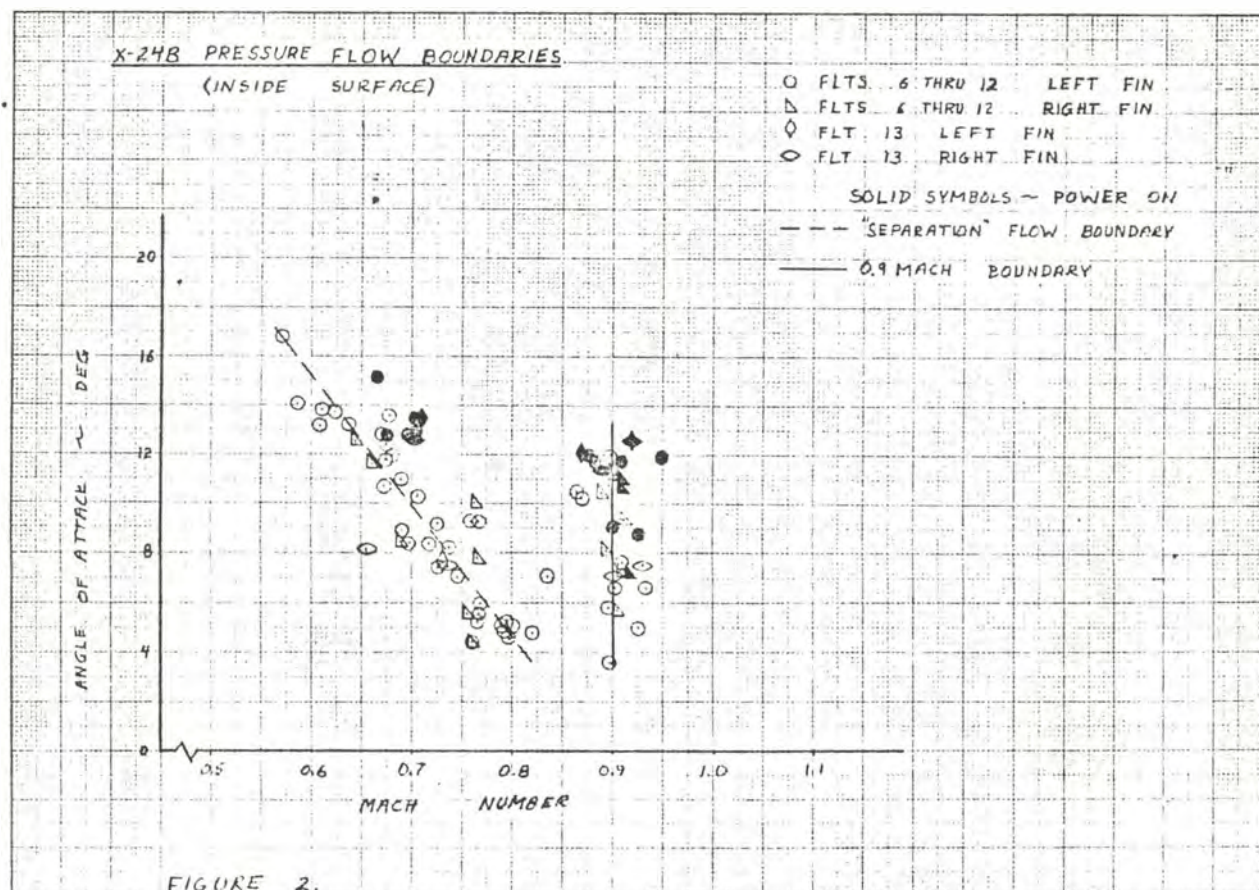 X-24B PRESSURE FLOW BOUNDARIES
(INSIDE SURFACE)
FLTS. 6 THRU 12 LEFT FIN
FLTS 6 THRU 12 RIGHT FIN
FLT 13 LEFT FIN
FLT 13 RIGHT FIN
SOLID SYMBOLS ~ POWER ON
"SEPARATION" FLOW BOUNDARY
0.9 MACH BOUNDARY
20
16
12
8
4
0
ANGLE OF ATTACK ~ DEG
0.5 0.6 0.7 0.8 0.9 1.0 1.1
MACH NUMBER
FIGURE 2.